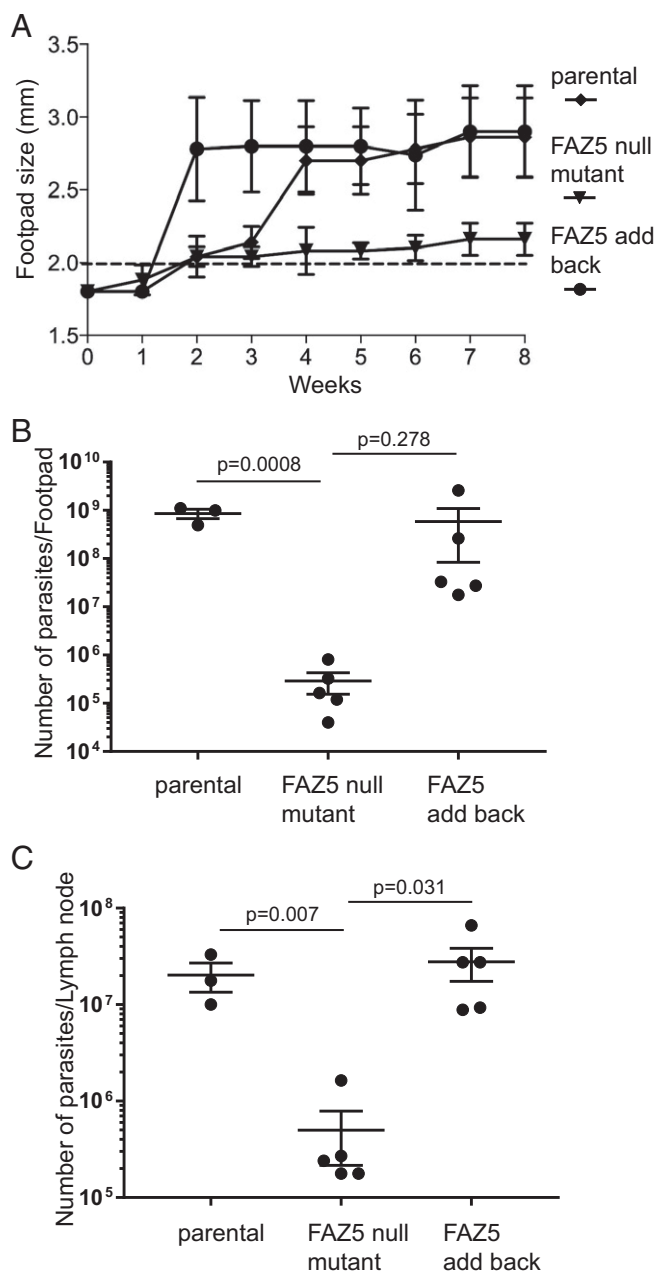 A
Footpad size (mm)
3.5
3.0
2.5
2.0
1.5
0 1 2 3 4 5 6 7 8
Weeks
parental
FAZ5 null
mutant
FAZ5 add
back
B
Number of parasites/Footpad
10¹⁰
10⁹
10⁸
10⁷
10⁶
10⁵
10⁴
p=0.0008
p=0.278
parental
FAZ5 null
mutant
FAZ5
add back
C
Number of parasites/Lymph node
10⁸
10⁷
10⁶
10⁵
p=0.007
p=0.031
parental
FAZ5 null
mutant
FAZ5
add back